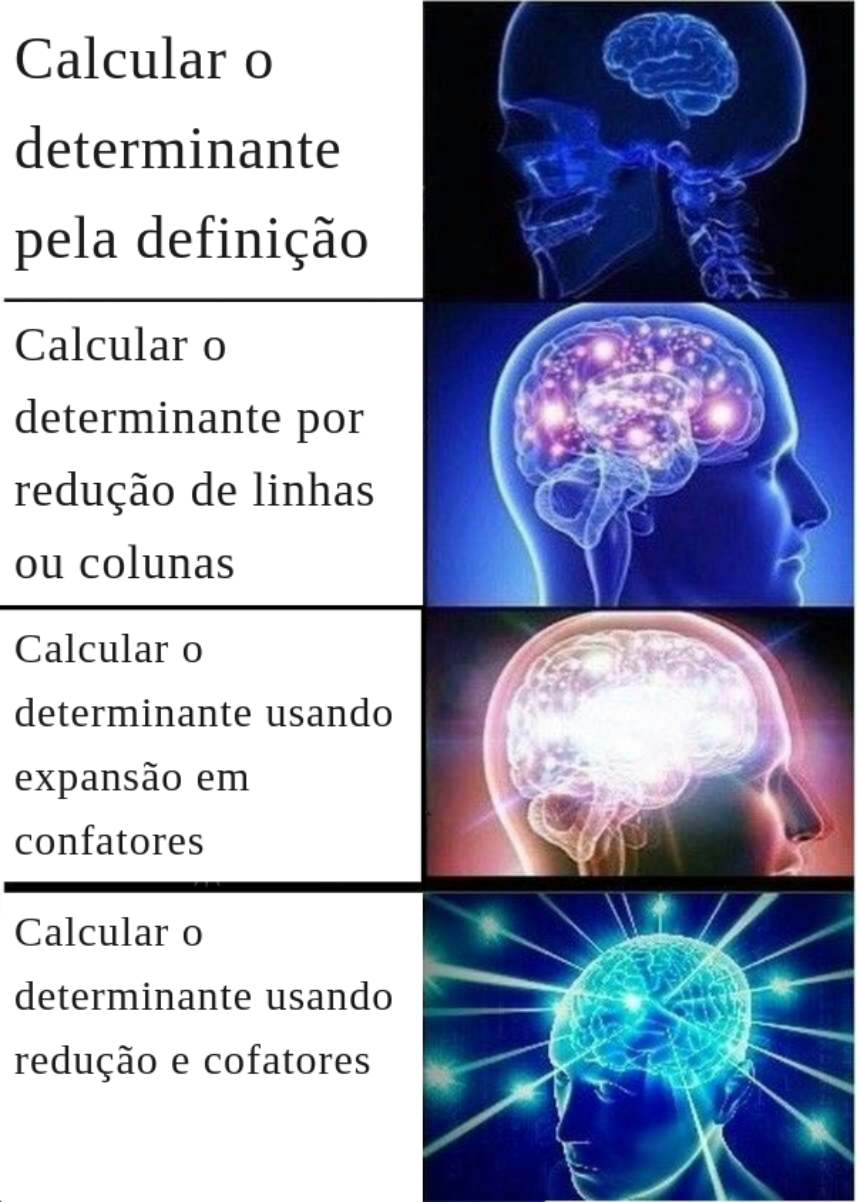 Calcular o
determinante
pela definição
Calcular o
determinante por
redução de linhas
ou colunas
Calcular o
determinante usando
expansão em
confatores
Calcular o
determinante usando
redução e cofatores